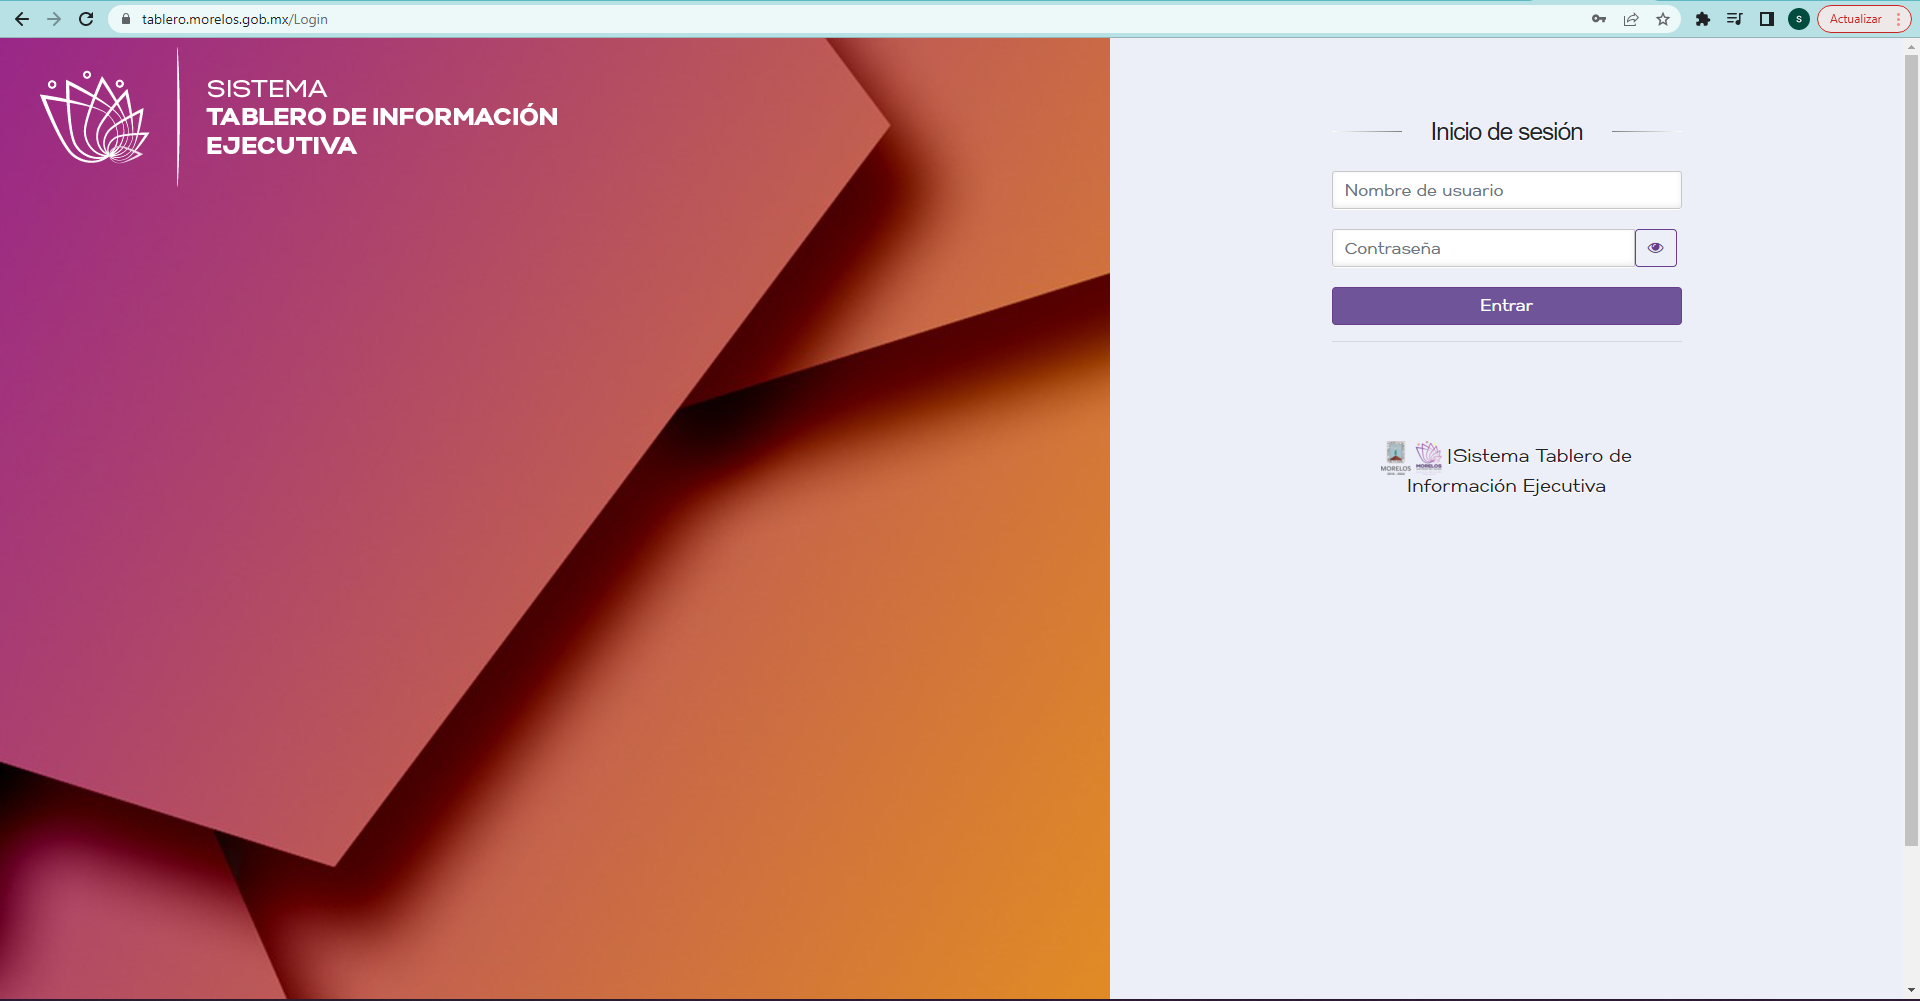 tablero.morelos.gob.mx/Login
S
Actualizar
SISTEMA
TABLERO DE INFORMACIÓN
EJECUTIVA
Inicio de sesión
Nombre de usuario
Contraseña
Entrar
MORELOS
MORELOS
|Sistema Tablero de
Información Ejecutiva